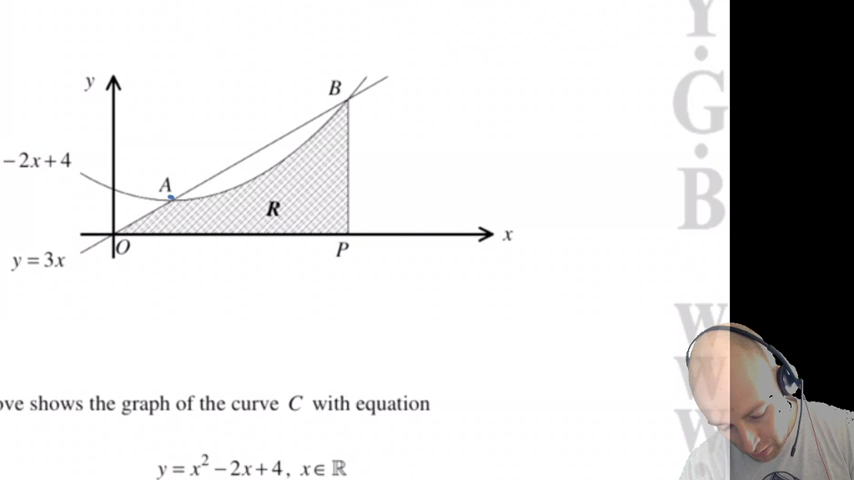 y
B
−2x+4
A
R
x
O
P
y = 3x
ove shows the graph of the curve C with equation
y = x² − 2x + 4, x ∈ ℝ
Y
.
G
.
B
W
W
W